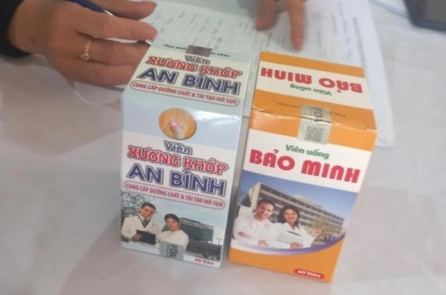 Viên
XƯƠNG KHỚP
AN BÌNH
CUNG CẤP DƯỠNG CHẤT & TÁI TẠO MÔ SỤN
Viên
XƯƠNG KHỚP
AN BÌNH
CUNG CẤP DƯỠNG CHẤT & TÁI TẠO MÔ SỤN
Viên uống
BẢO MINH
Viên uống
BẢO MINH
60 Viên